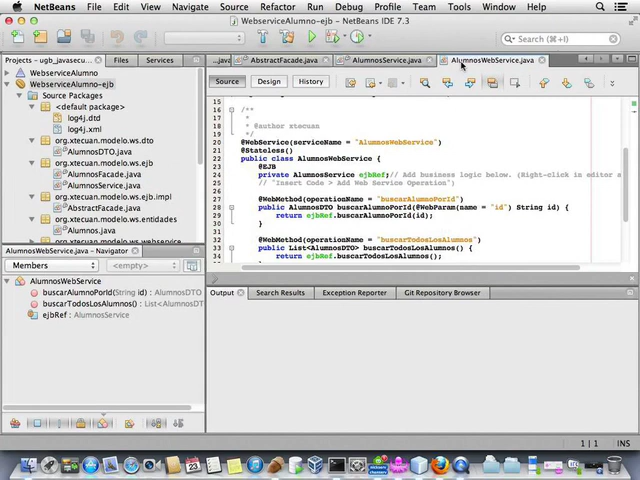 NetBeans File Edit View Navigate Source Refactor Run Debug Profile Team Tools Window Help
WebserviceAlumno-ejb - NetBeans IDE 7.3
Search (⌘+I)
Projects - ugb_javasecu... Files Services
...java AbstractFacade.java AlumnosService.java AlumnosWebService.java
Source Design History
WebserviceAlumno
WebserviceAlumno-ejb
Source Packages
<default package>
log4j.dtd
log4j.xml
org.xtecuan.modelo.ws.dto
AlumnosDTO.java
org.xtecuan.modelo.ws.ejb
AlumnosFacade.java
AlumnosService.java
org.xtecuan.modelo.ws.ejb.impl
AbstractFacade.java
org.xtecuan.modelo.ws.entidades
Alumnos.java
org.xtecuan.modelo.ws.webservice
15
16 /**
17 *
18 * @author xtecuan
19 */
20 @WebService(serviceName = "AlumnosWebService")
21 @Stateless()
22 public class AlumnosWebService {
23 @EJB
24 private AlumnosService ejbRef;// Add business logic below. (Right-click in editor a
25 // "Insert Code > Add Web Service Operation")
26
27 @WebMethod(operationName = "buscarAlumnoPorId")
28 public AlumnosDTO buscarAlumnoPorId(@WebParam(name = "id") String id) {
29 return ejbRef.buscarAlumnoPorId(id);
30 }
31
32 @WebMethod(operationName = "buscarTodosLosAlumnos")
33 public List<AlumnosDTO> buscarTodosLosAlumnos() {
34 return ejbRef.buscarTodosLosAlumnos();
AlumnosWebService.java - Navigator
Members <empty>
AlumnosWebService
buscarAlumnoPorId(String id) : AlumnosDTO
buscarTodosLosAlumnos() : List<AlumnosDT
ejbRef : AlumnosService
Output Search Results Exception Reporter Git Repository Browser
1 | 1 INS
23